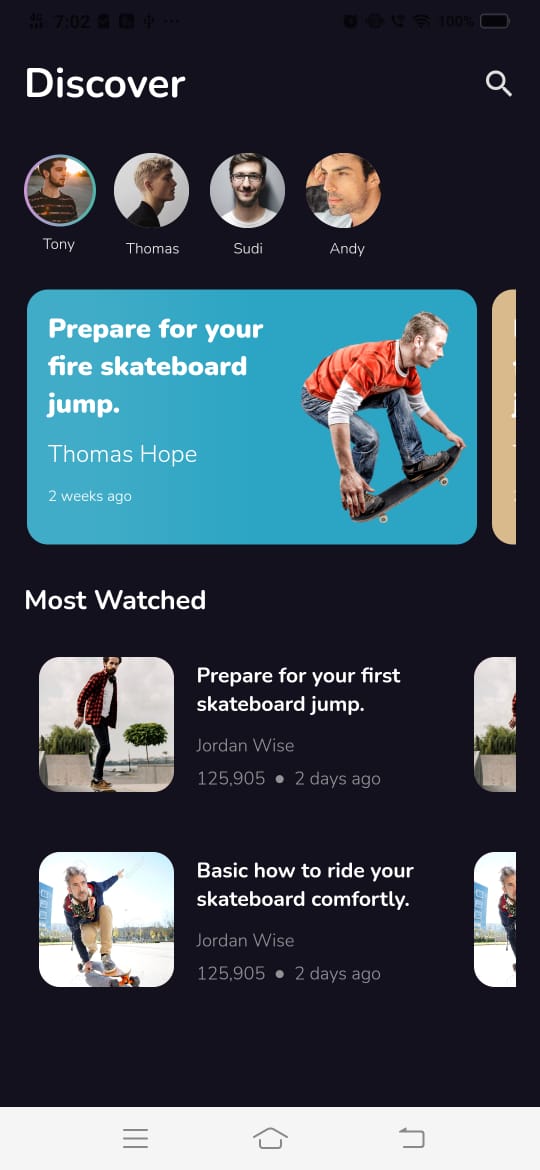 7:02
100%
Discover
Tony
Thomas
Sudi
Andy
Prepare for your
fire skateboard
jump.
Thomas Hope
2 weeks ago
Most Watched
Prepare for your first
skateboard jump.
Jordan Wise
125,905 ● 2 days ago
Basic how to ride your
skateboard comfortly.
Jordan Wise
125,905 ● 2 days ago